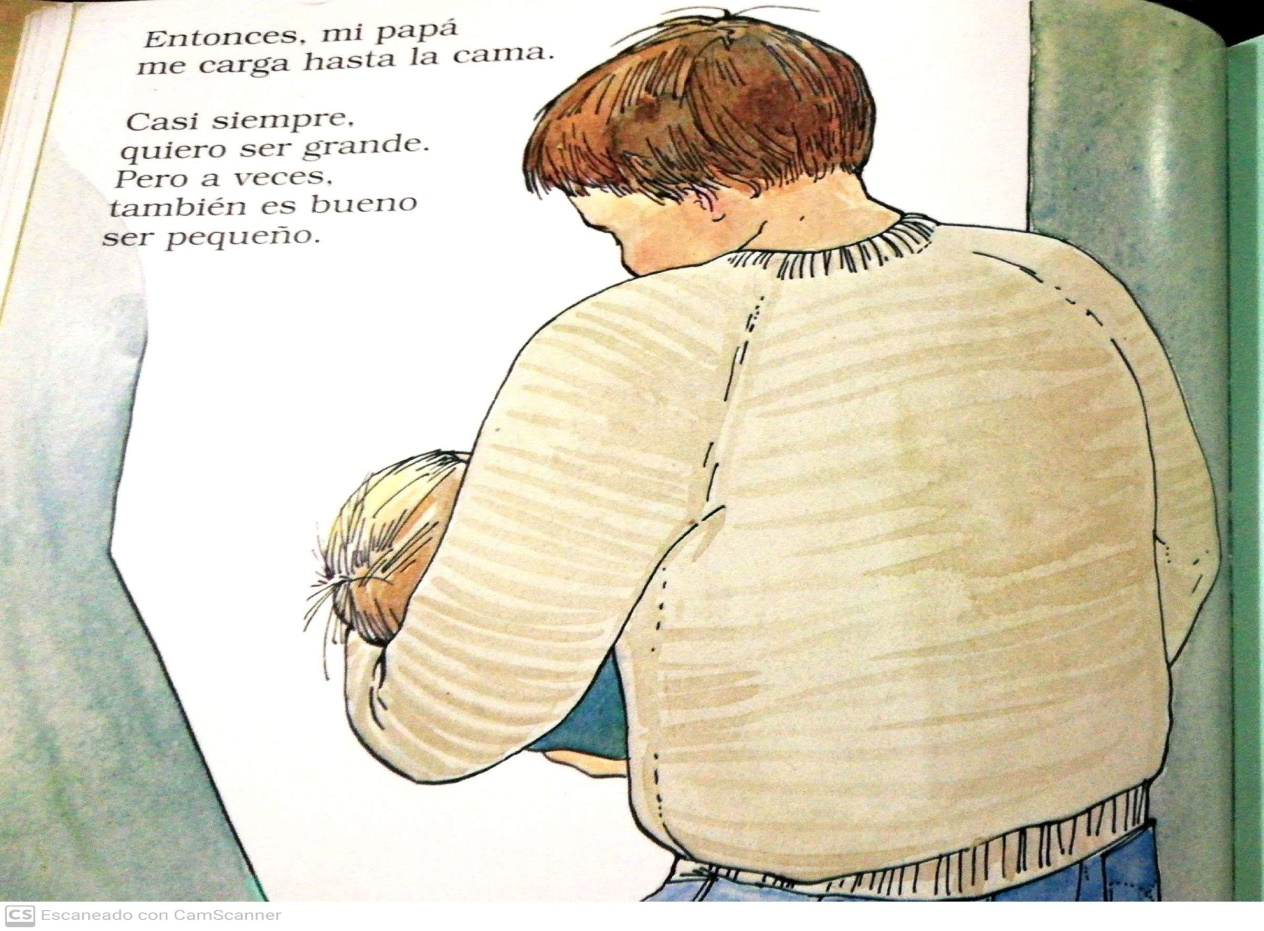 Entonces, mi papá
me carga hasta la cama.
Casi siempre,
quiero ser grande.
Pero a veces,
también es bueno
ser pequeño.
CS Escaneado con CamScanner